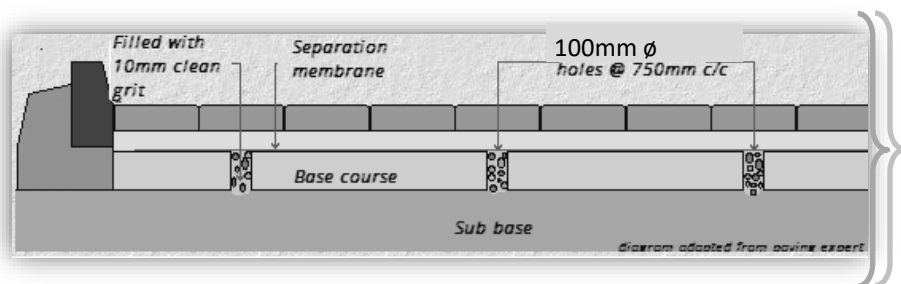 Filled with
10mm clean
grit
Separation
membrane
100mm ø
holes @ 750mm c/c
Base course
Sub base
diagram adapted from paving expert